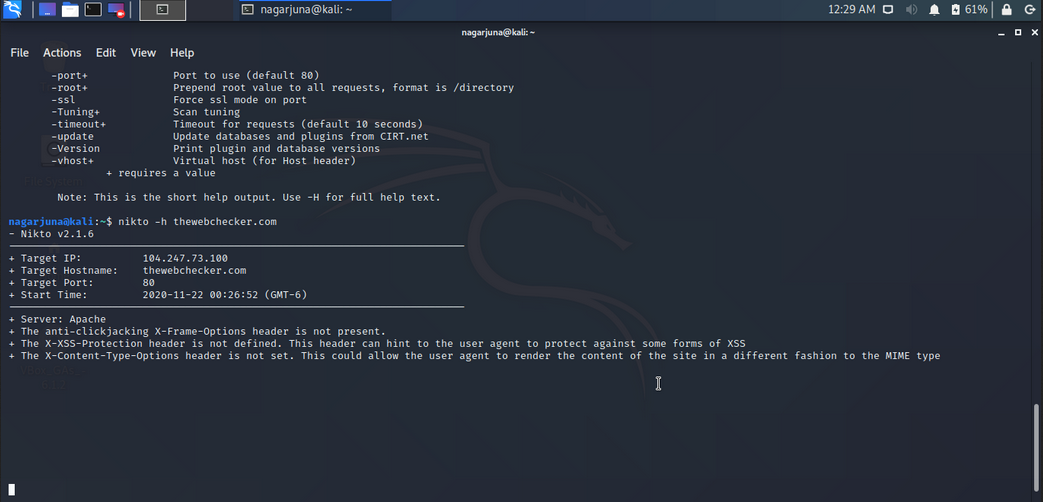 nagarjuna@kali: ~
12:29 AM
61%
nagarjuna@kali: ~
File Actions Edit View Help
-port+ Port to use (default 80)
-root+ Prepend root value to all requests, format is /directory
-ssl Force ssl mode on port
-Tuning+ Scan tuning
-timeout+ Timeout for requests (default 10 seconds)
-update Update databases and plugins from CIRT.net
-Version Print plugin and database versions
-vhost+ Virtual host (for Host header)
+ requires a value
Note: This is the short help output. Use -H for full help text.
nagarjuna@kali:~$ nikto -h thewebchecker.com
- Nikto v2.1.6
+ Target IP: 104.247.73.100
+ Target Hostname: thewebchecker.com
+ Target Port: 80
+ Start Time: 2020-11-22 00:26:52 (GMT-6)
+ Server: Apache
+ The anti-clickjacking X-Frame-Options header is not present.
+ The X-XSS-Protection header is not defined. This header can hint to the user agent to protect against some forms of XSS
+ The X-Content-Type-Options header is not set. This could allow the user agent to render the content of the site in a different fashion to the MIME type